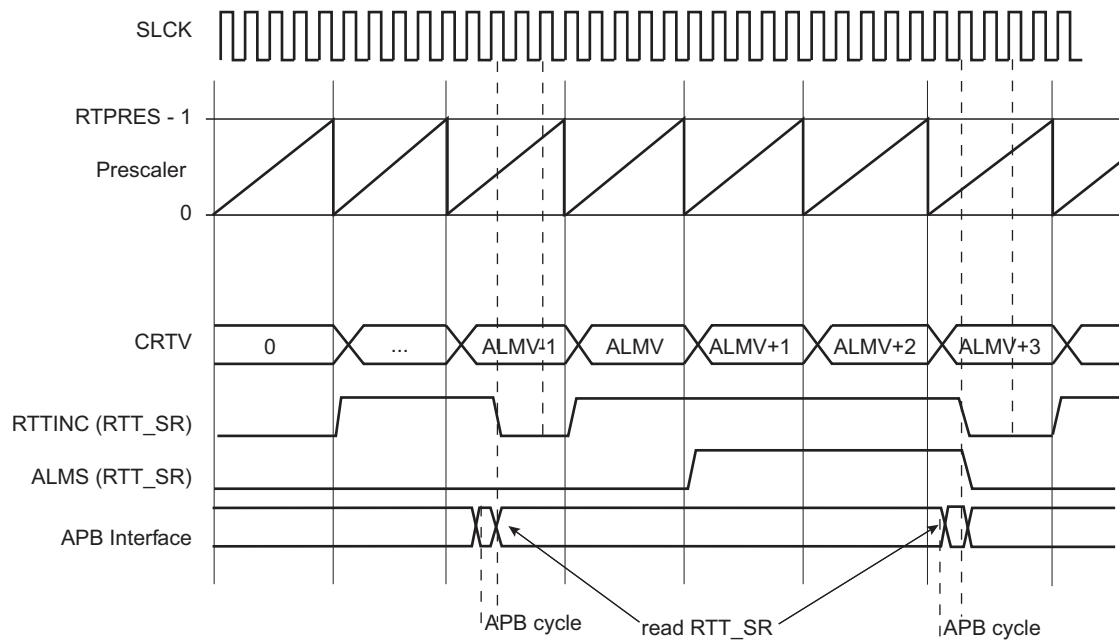 SLCK
RTPRES - 1
Prescaler
0
CRTV
0
...
ALMV-1
ALMV
ALMV+1
ALMV+2
ALMV+3
RTTINC (RTT_SR)
ALMS (RTT_SR)
APB Interface
APB cycle
read RTT_SR
APB cycle